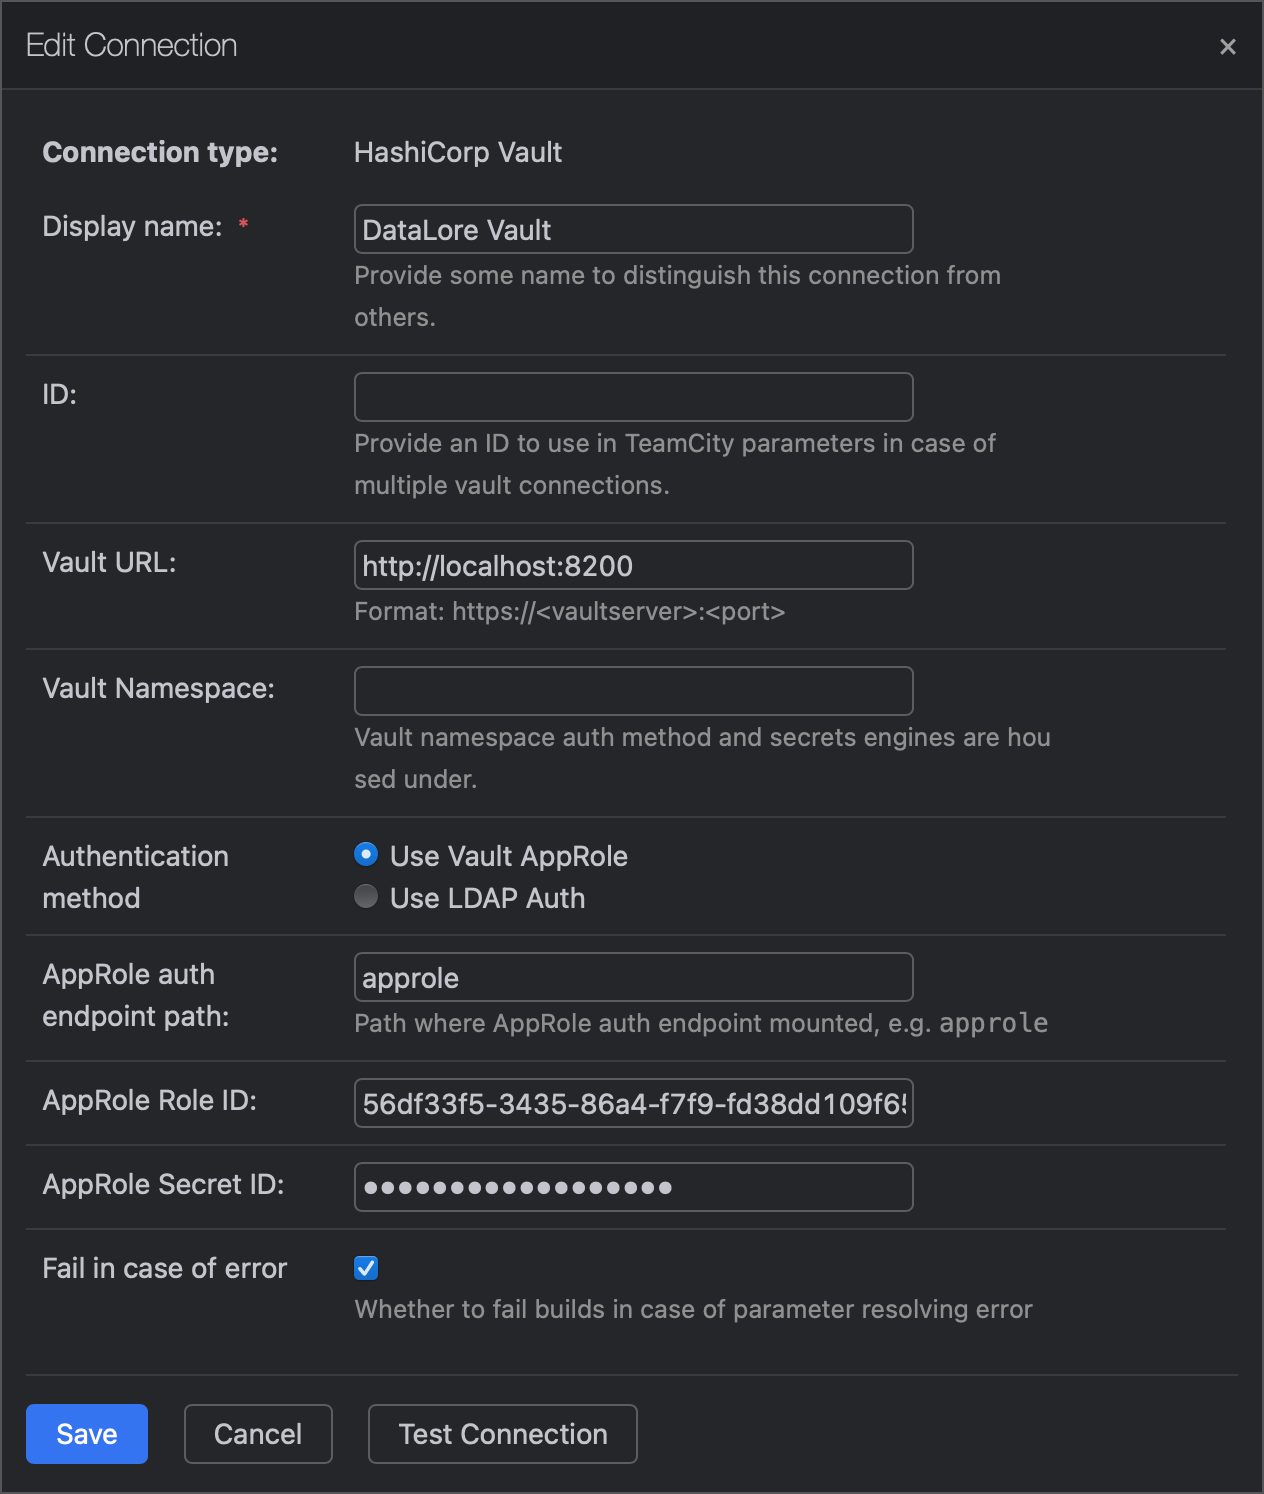 Edit Connection
×
Connection type: HashiCorp Vault
Display name: * DataLore Vault
Provide some name to distinguish this connection from
others.
ID:
Provide an ID to use in TeamCity parameters in case of
multiple vault connections.
Vault URL: http://localhost:8200
Format: https://<vaultserver>:<port>
Vault Namespace:
Vault namespace auth method and secrets engines are hou
sed under.
Authentication
method
Use Vault AppRole
Use LDAP Auth
AppRole auth
endpoint path:
approle
Path where AppRole auth endpoint mounted, e.g. approle
AppRole Role ID: 56df33f5-3435-86a4-f7f9-fd38dd109f6
AppRole Secret ID: ••••••••••••••••••
Fail in case of error
Whether to fail builds in case of parameter resolving error
Save Cancel Test Connection